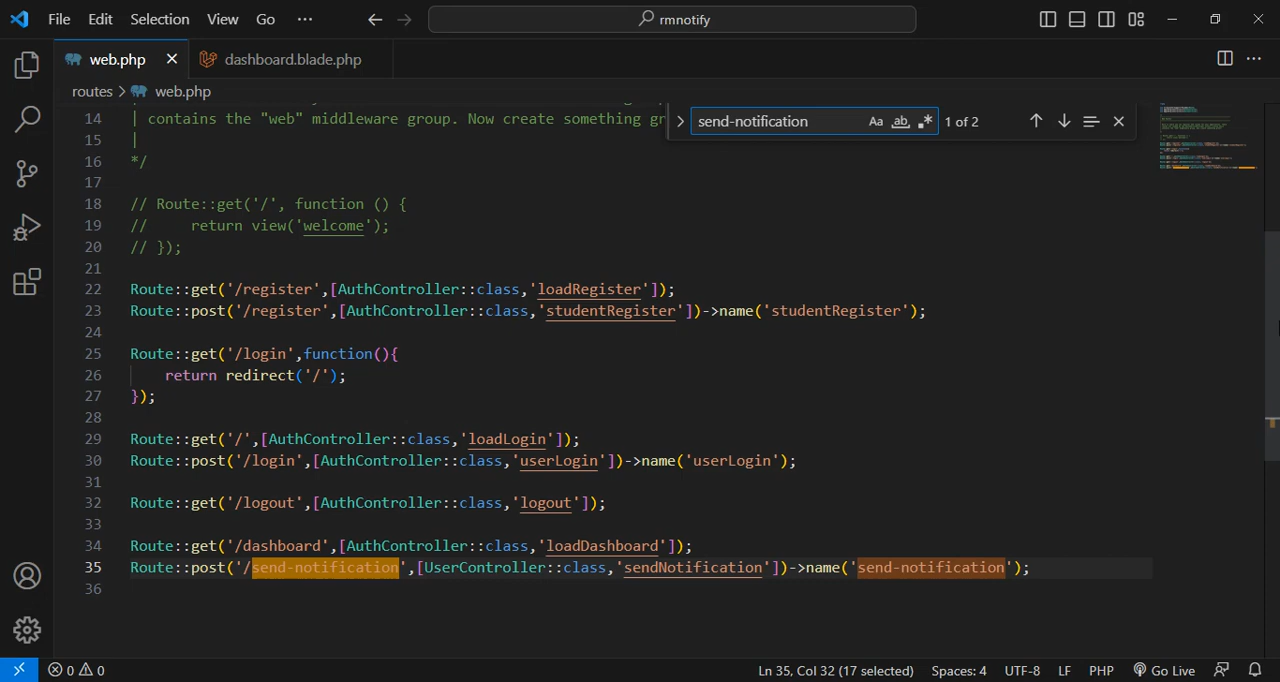 File Edit Selection View Go ··· rmnotify
web.php dashboard.blade.php
routes > web.php
send-notification Aa ab 1 of 2
14 | contains the "web" middleware group. Now create something gr
15 |
16 */
17
18 // Route::get('/', function () {
19 //     return view('welcome');
20 // });
21
22 Route::get('/register',[AuthController::class,'loadRegister']);
23 Route::post('/register',[AuthController::class,'studentRegister'])->name('studentRegister');
24
25 Route::get('/login',function(){
26     return redirect('/');
27 });
28
29 Route::get('/',[AuthController::class,'loadLogin']);
30 Route::post('/login',[AuthController::class,'userLogin'])->name('userLogin');
31
32 Route::get('/logout',[AuthController::class,'logout']);
33
34 Route::get('/dashboard',[AuthController::class,'loadDashboard']);
35 Route::post('/send-notification',[UserController::class,'sendNotification'])->name('send-notification');
36
0 0 Ln 35, Col 32 (17 selected) Spaces: 4 UTF-8 LF PHP Go Live